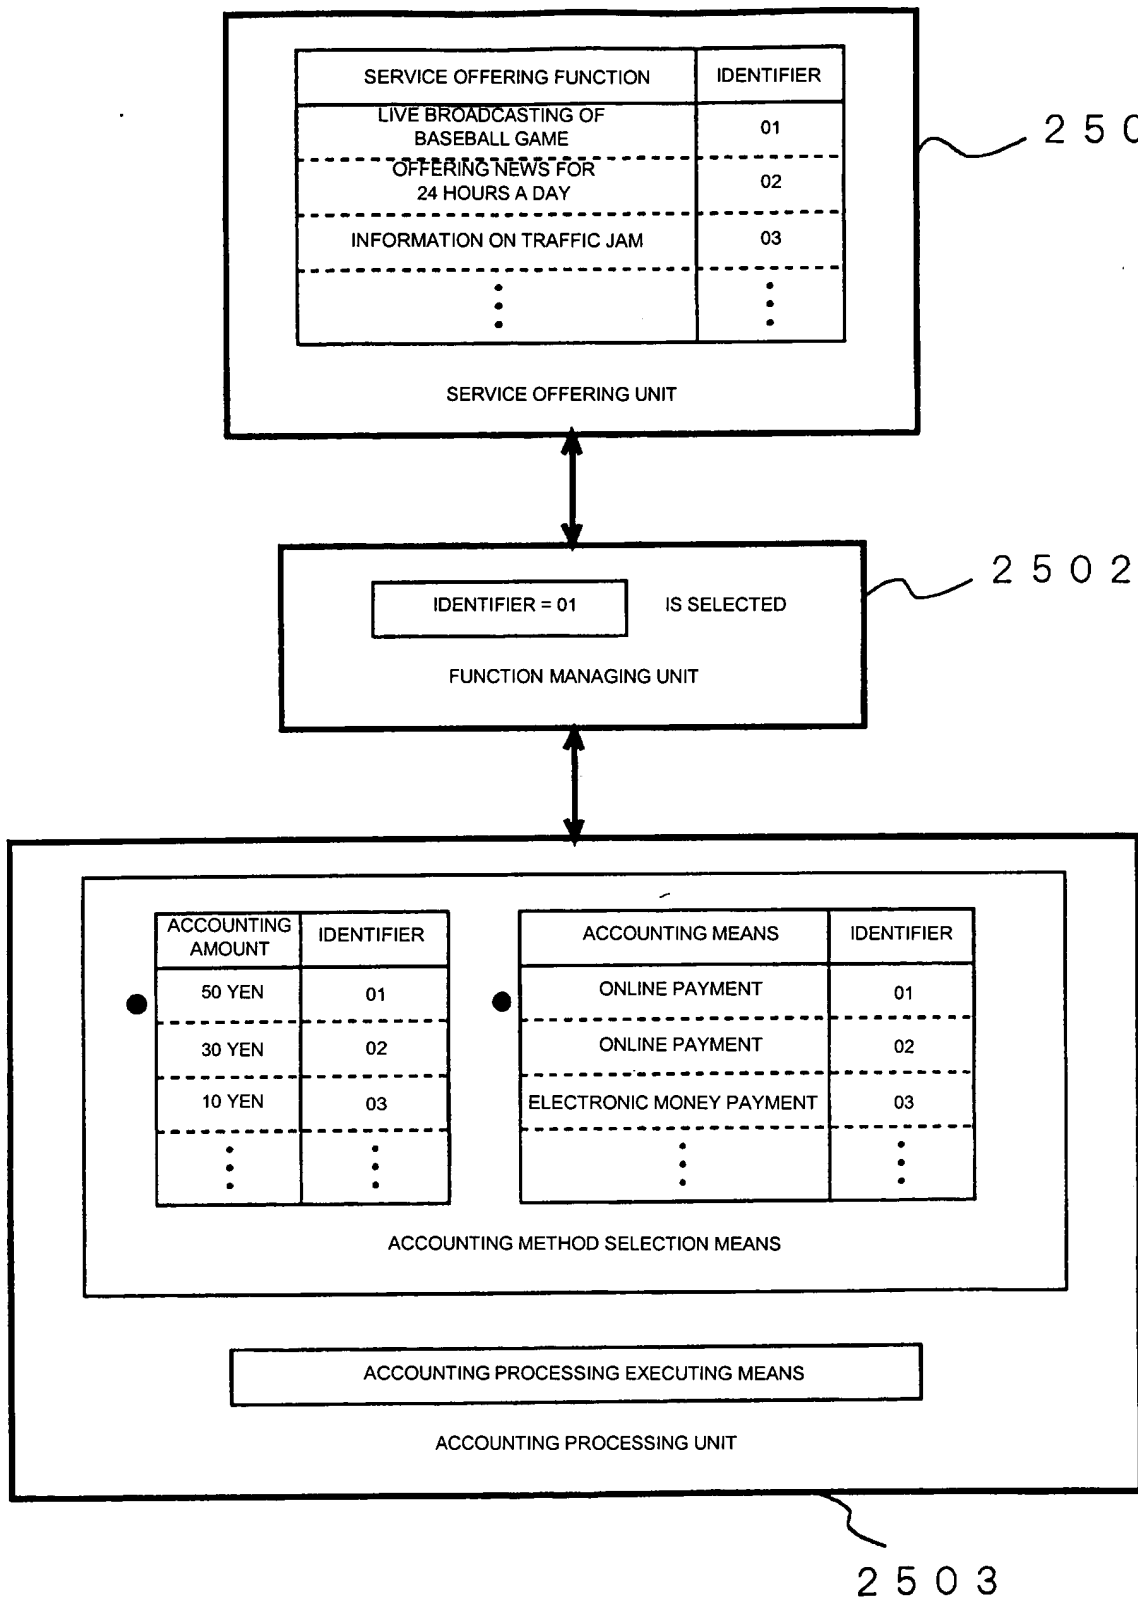 SERVICE OFFERING FUNCTION IDENTIFIER
LIVE BROADCASTING OF
BASEBALL GAME
01
OFFERING NEWS FOR
24 HOURS A DAY
02
INFORMATION ON TRAFFIC JAM 03
SERVICE OFFERING UNIT
250
IDENTIFIER = 01 IS SELECTED
FUNCTION MANAGING UNIT
2502
ACCOUNTING
AMOUNT
IDENTIFIER
50 YEN 01
30 YEN 02
10 YEN 03
ACCOUNTING MEANS IDENTIFIER
ONLINE PAYMENT 01
ONLINE PAYMENT 02
ELECTRONIC MONEY PAYMENT 03
ACCOUNTING METHOD SELECTION MEANS
ACCOUNTING PROCESSING EXECUTING MEANS
ACCOUNTING PROCESSING UNIT
2503